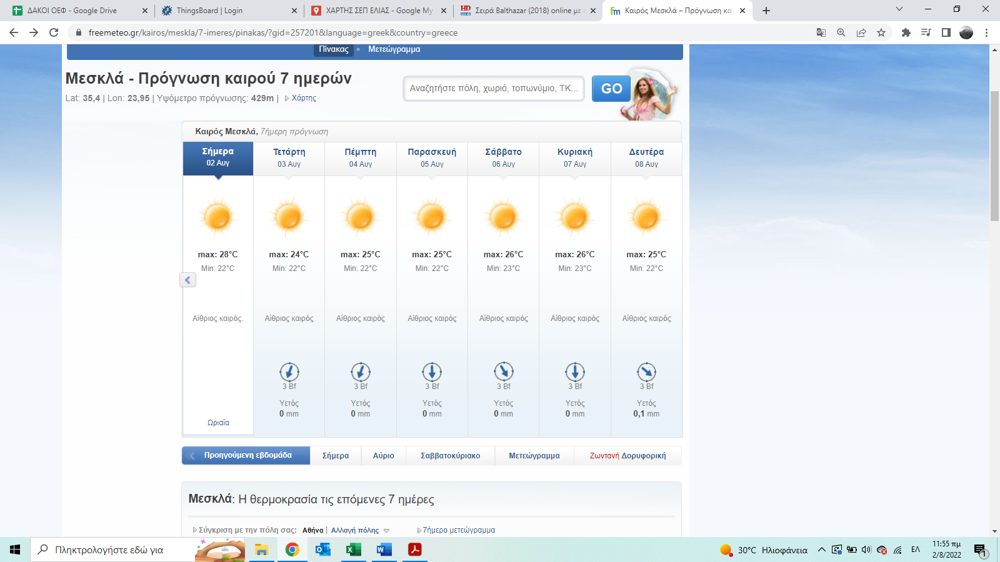 ΔΑΚΟΙ ΟΕΦ - Google Drive
ThingsBoard | Login
ΧΑΡΤΗΣ ΣΕΠ ΕΛΙΑΣ - Google My
HD VIDEO Σειρά Balthazar (2018) online με
fm Καιρός Μεσκλά – Πρόγνωση και
freemeteo.gr/kairos/meskla/7-imeres/pinakas/?gid=257201&language=greek&country=greece
Πίνακας Μετεώγραμμα
Μεσκλά - Πρόγνωση καιρού 7 ημερών
Lat: 35,4 | Lon: 23,95 | Υψόμετρο πρόγνωσης: 429m | Χάρτης
Αναζητήστε πόλη, χωριό, τοπωνύμιο, ΤΚ...
GO
Καιρός Μεσκλά, 7ήμερη πρόγνωση
Σήμερα Τετάρτη Πέμπτη Παρασκευή Σάββατο Κυριακή Δευτέρα
02 Αυγ 03 Αυγ 04 Αυγ 05 Αυγ 06 Αυγ 07 Αυγ 08 Αυγ
max: 28°C max: 24°C max: 25°C max: 25°C max: 26°C max: 26°C max: 25°C
Min: 22°C Min: 22°C Min: 22°C Min: 22°C Min: 23°C Min: 23°C Min: 22°C
Αίθριος καιρός. Αίθριος καιρός Αίθριος καιρός Αίθριος καιρός Αίθριος καιρός Αίθριος καιρός Αίθριος καιρός
3 Bf 3 Bf 3 Bf 3 Bf 3 Bf 3 Bf
Υετός Υετός Υετός Υετός Υετός Υετός
0 mm 0 mm 0 mm 0 mm 0 mm 0,1 mm
Ωριαία
Προηγούμενη εβδομάδα Σήμερα Αύριο Σαββατοκύριακο Μετεώγραμμα Ζωντανή Δορυφορική
Μεσκλά: Η θερμοκρασία τις επόμενες 7 ημέρες
Σύγκριση με την πόλη σας: Αθήνα | Αλλαγή πόλης 7ήμερο μετεώγραμμα
Πληκτρολογήστε εδώ για
30°C Ηλιοφάνεια
ΕΛ
11:55 πμ
2/8/2022
1